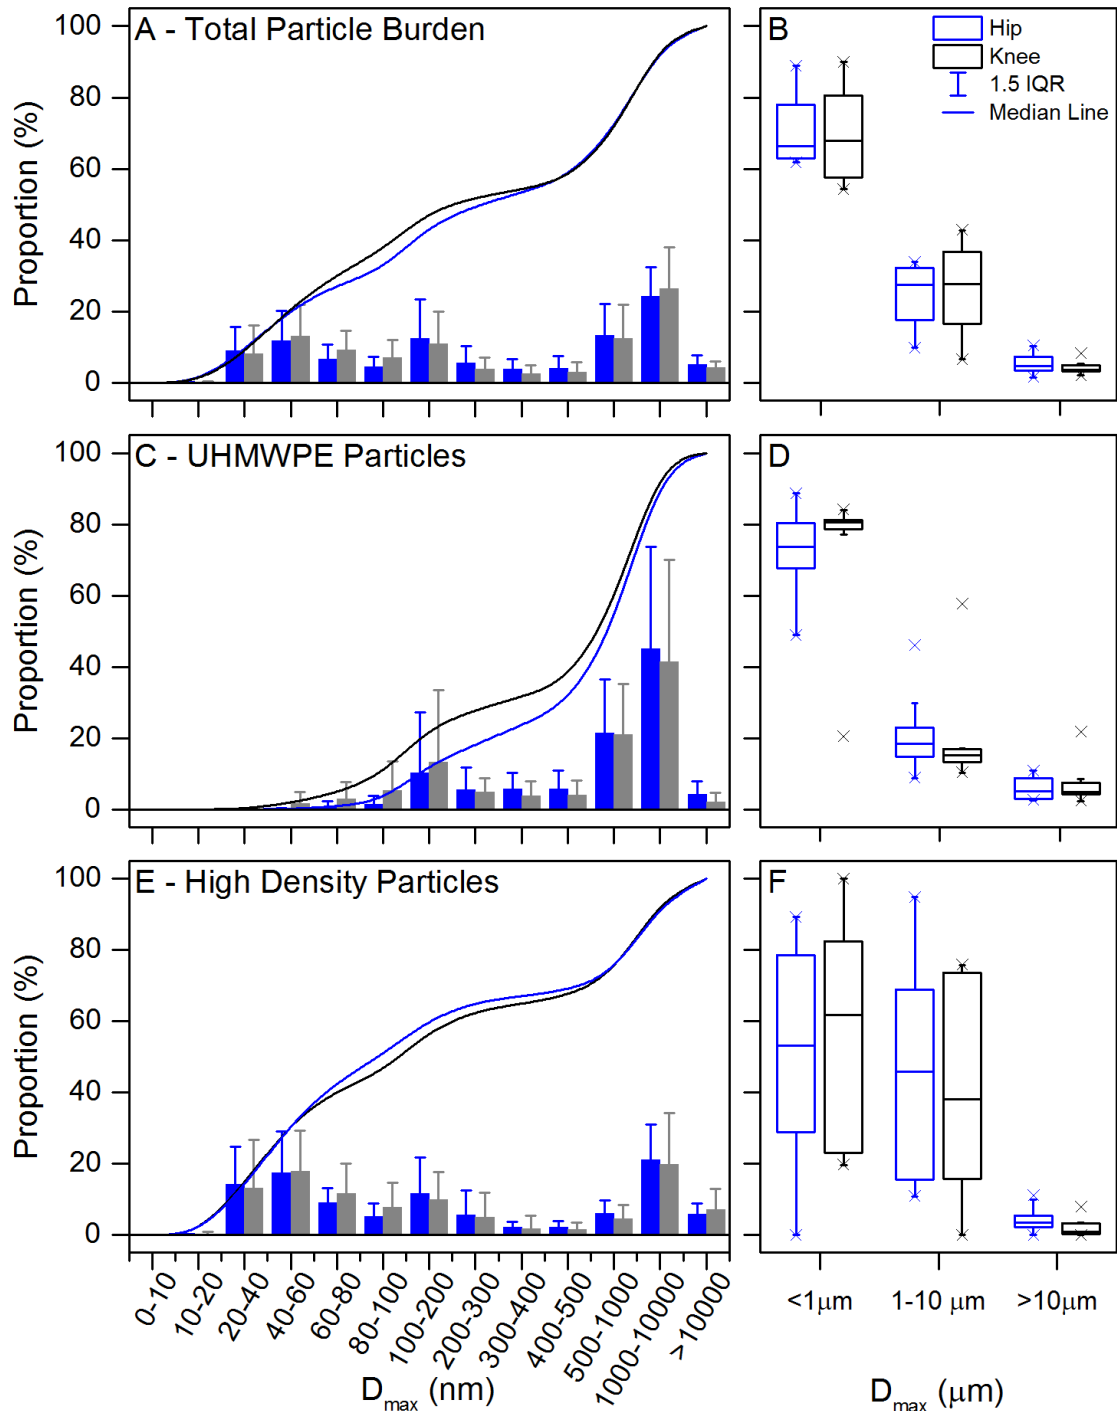 A - Total Particle Burden
Proportion (%)
100
80
60
40
20
0
B
Hip
Knee
1.5 IQR
Median Line
C - UHMWPE Particles
Proportion (%)
100
80
60
40
20
0
D
E - High Density Particles
Proportion (%)
100
80
60
40
20
0
F
0-10
10-20
20-40
40-60
60-80
80-100
100-200
200-300
300-400
400-500
500-1000
1000-10000
>10000
Dmax (nm)
<1μm
1-10 μm
>10μm
Dmax (μm)